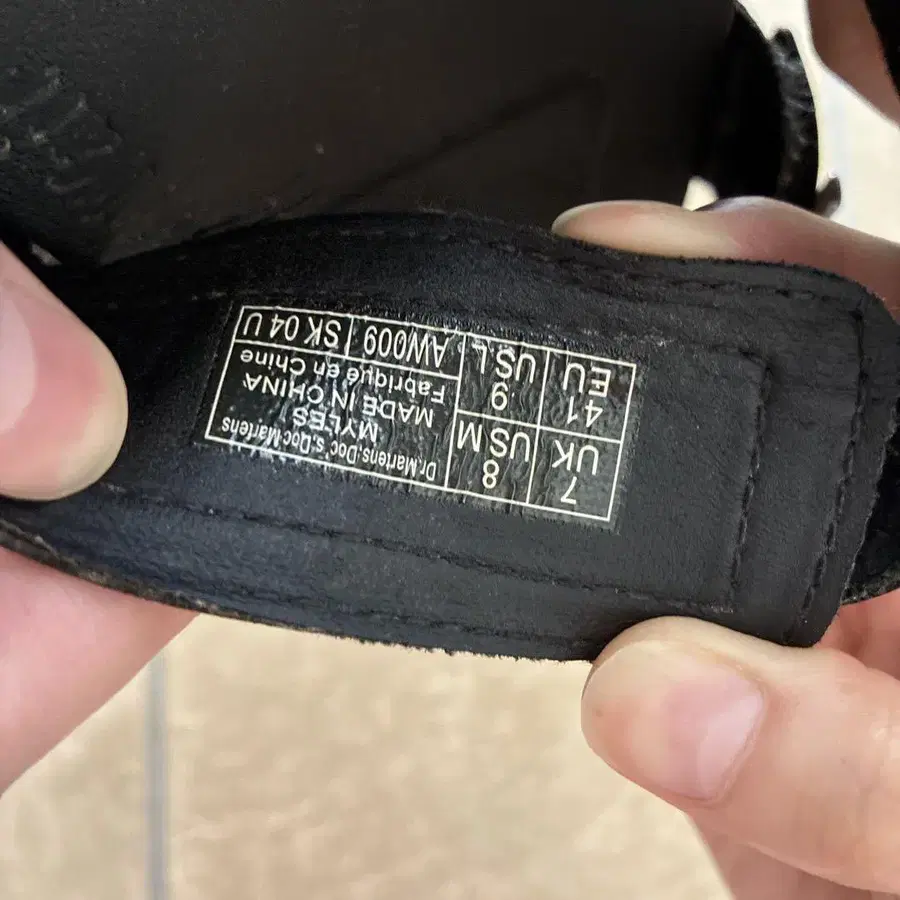 Dr.Martens;Doc's;Doc Martens
MYLES
MADE IN CHINA
Fabriqué en Chine
AW009 SK 04 U
7 UK
8 USM
41 EU
9 US L